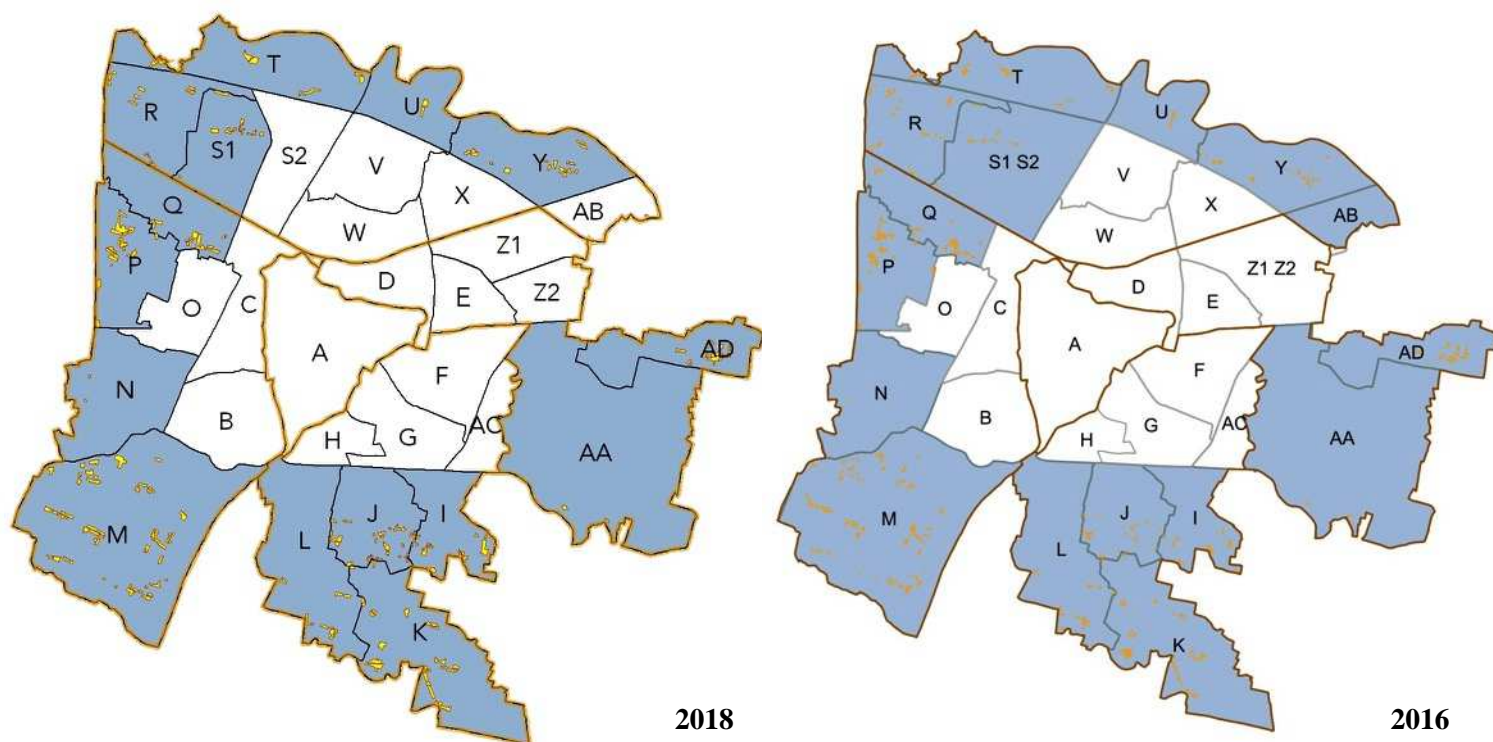 T
R
U
S1
S2
V
Y
Q
X
AB
W
Z1
P
D
Z2
O
C
E
A
AD
F
N
B
AC
H
G
AA
M
J
I
L
K
2018
T
U
R
S1 S2
V
Y
Q
X
AB
W
P
Z1 Z2
D
O
C
E
A
AD
F
N
B
AC
H
G
AA
M
J
I
L
K
2016